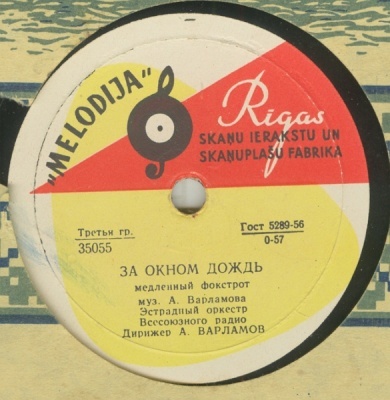 "MELODIJA"
Rīgas
SKAŅU IERAKSTU UN
SKAŅUPLAŠU FABRIKA
Третьи гр.
35055
Гост 5289-56
0-57
ЗА ОКНОМ ДОЖДЬ
медленный фокстрот
муз. А. Варламова
Эстрадный оркестр
Всесоюзного радио
Дирижер А. ВАРЛАМОВ